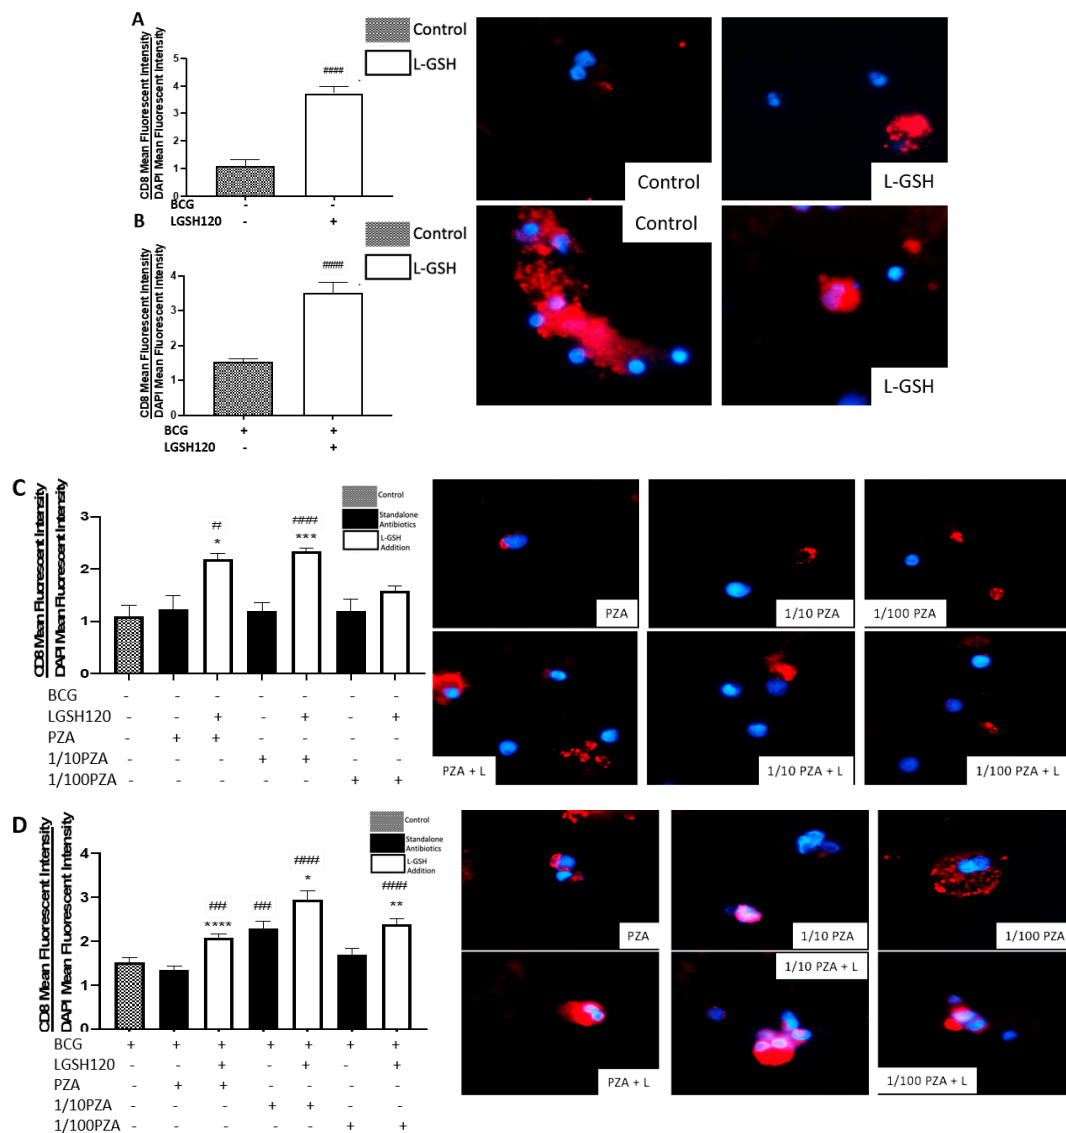 A
Control
L-GSH
CD8 Mean Fluorescent Intensity
DAPI Mean Fluorescent Intensity
5
4
3
2
1
0
####
BCG - -
LGSH120 - +
Control
L-GSH
B
Control
L-GSH
CD8 Mean Fluorescent Intensity
DAPI Mean Fluorescent Intensity
4
3
2
1
0
####
BCG + +
LGSH120 - +
Control
L-GSH
C
Control
Standalone
Antibiotics
L-GSH
Addition
CD8 Mean Fluorescent Intensity
DAPI Mean Fluorescent Intensity
3
2
1
0
# ####
* ***
BCG - - - - - - -
LGSH120 - - + - + - +
PZA - + + - - - -
1/10PZA - - - + + - -
1/100PZA - - - - - + +
PZA
1/10 PZA
1/100 PZA
PZA + L
1/10 PZA + L
1/100 PZA + L
D
Control
Standalone
Antibiotics
L-GSH
Addition
CD8 Mean Fluorescent Intensity
DAPI Mean Fluorescent Intensity
4
3
2
1
0
## ## #### ####
**** * **
BCG + + + + + + +
LGSH120 - - + - + - +
PZA - + + - - - -
1/10PZA - - - + + - -
1/100PZA - - - - - + +
PZA
1/10 PZA
1/100 PZA
PZA + L
1/10 PZA + L
1/100 PZA + L